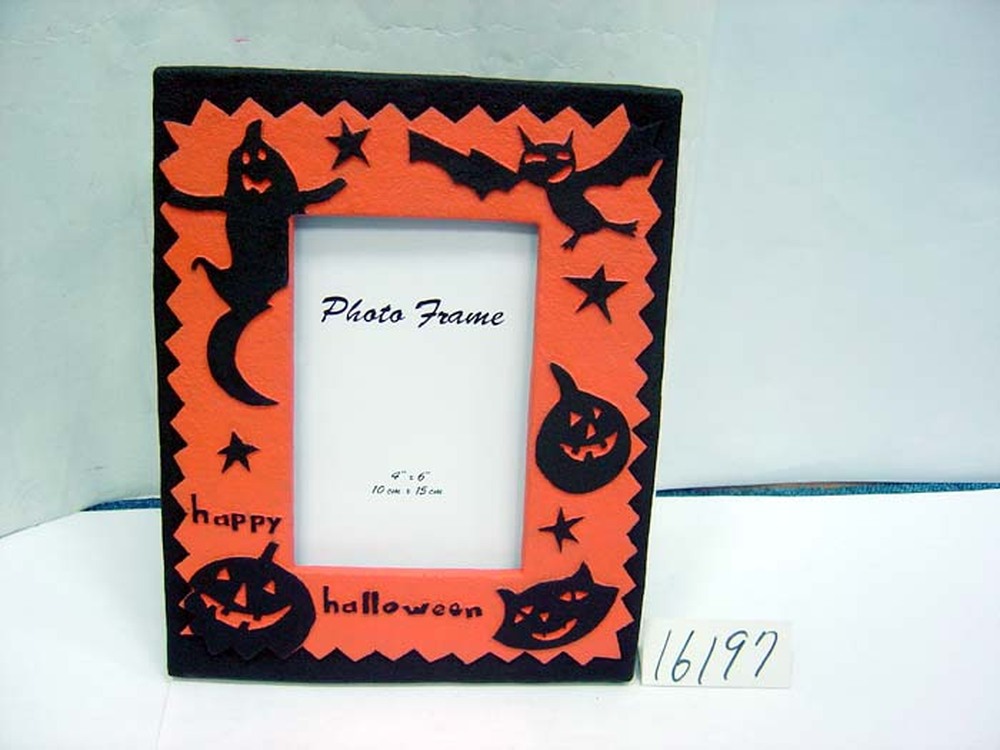 Photo Frame
4" : 6"
10 cm : 15 cm
happy
halloween
16197